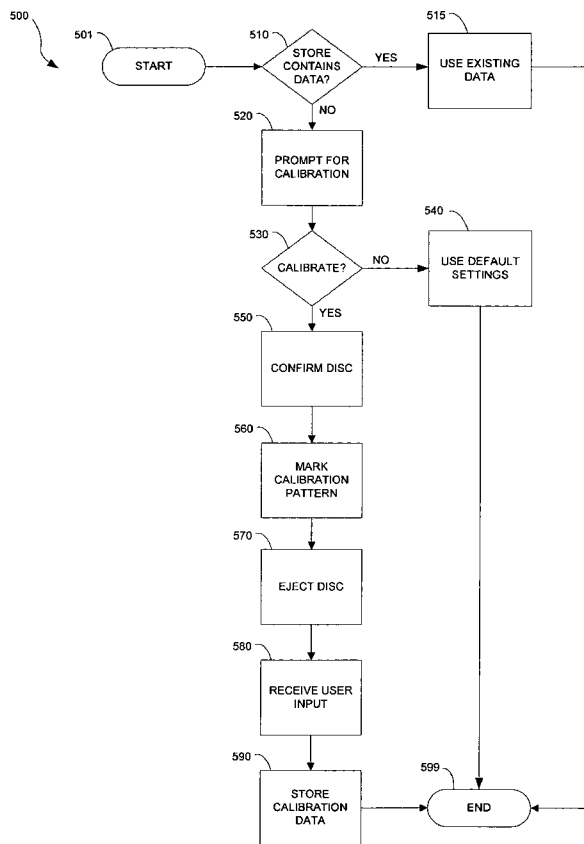 500
501
START
510
STORE
CONTAINS
DATA?
YES
515
USE EXISTING
DATA
NO
520
PROMPT FOR
CALIBRATION
530
CALIBRATE?
NO
540
USE DEFAULT
SETTINGS
YES
550
CONFIRM DISC
560
MARK
CALIBRATION
PATTERN
570
EJECT DISC
580
RECEIVE USER
INPUT
590
STORE
CALIBRATION
DATA
599
END